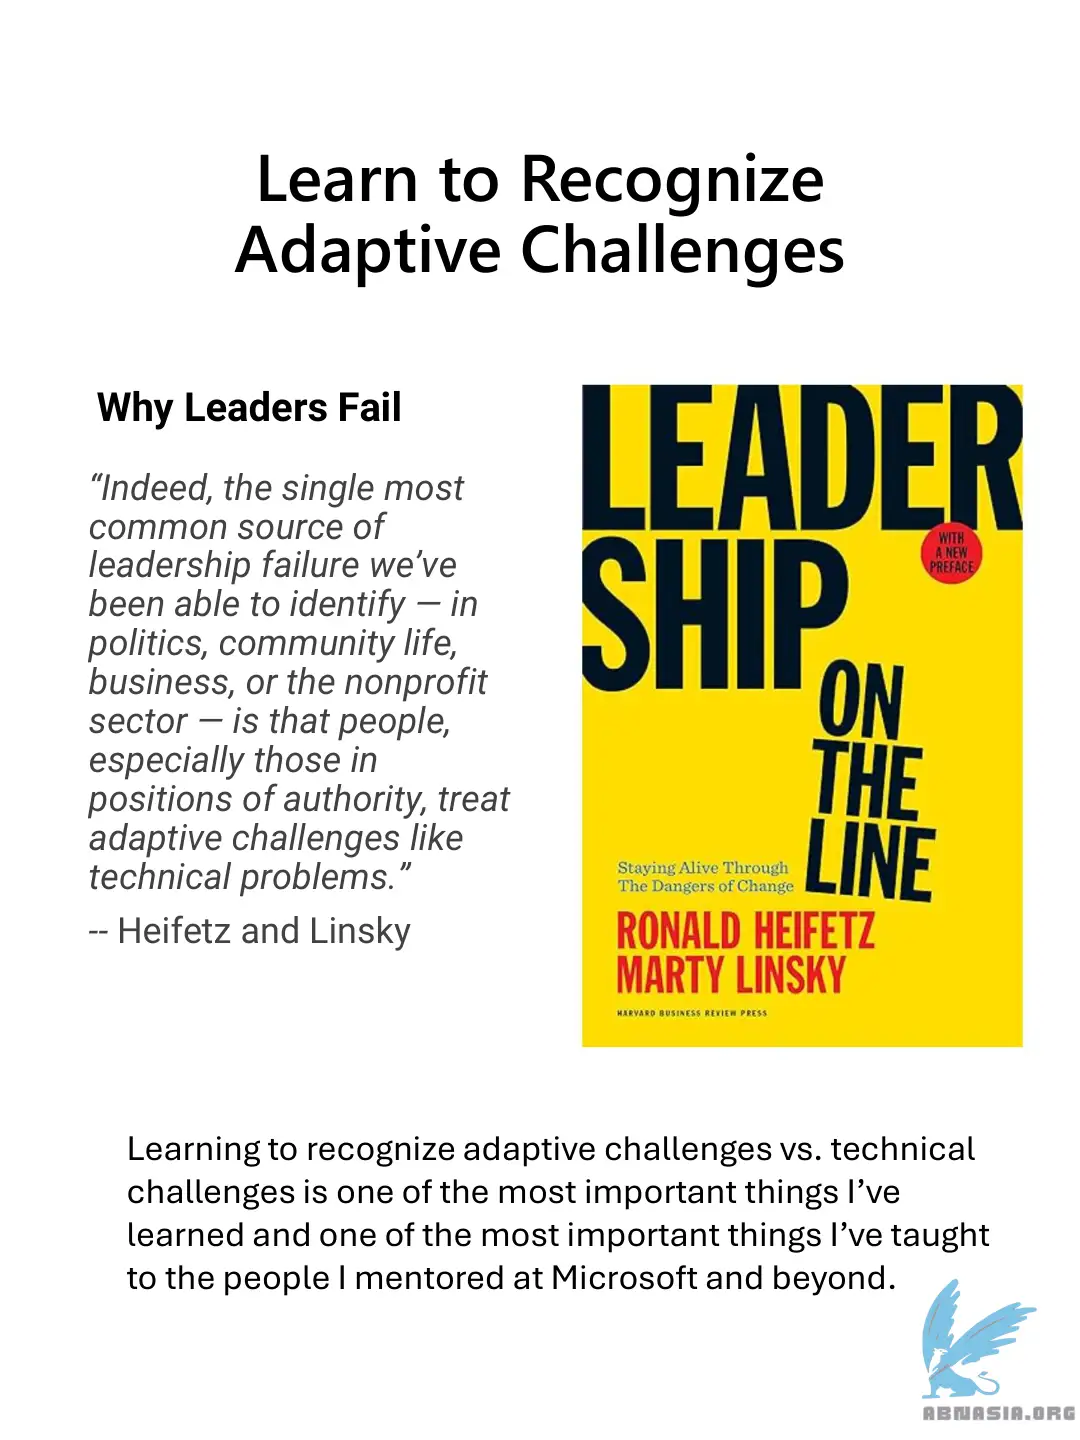 Learn to Recognize
Adaptive Challenges
Why Leaders Fail
“Indeed, the single most
common source of
leadership failure we’ve
been able to identify – in
politics, community life,
business, or the nonprofit
sector – is that people,
especially those in
positions of authority, treat
adaptive challenges like
technical problems.”
-- Heifetz and Linsky
LEADER
SHIP
WITH
A NEW
PREFACE
ON
THE
LINE
Staying Alive Through
The Dangers of Change
RONALD HEIFETZ
MARTY LINSKY
HARVARD BUSINESS REVIEW PRESS
Learning to recognize adaptive challenges vs. technical
challenges is one of the most important things I’ve
learned and one of the most important things I’ve taught
to the people I mentored at Microsoft and beyond.
ABNASIA.ORG